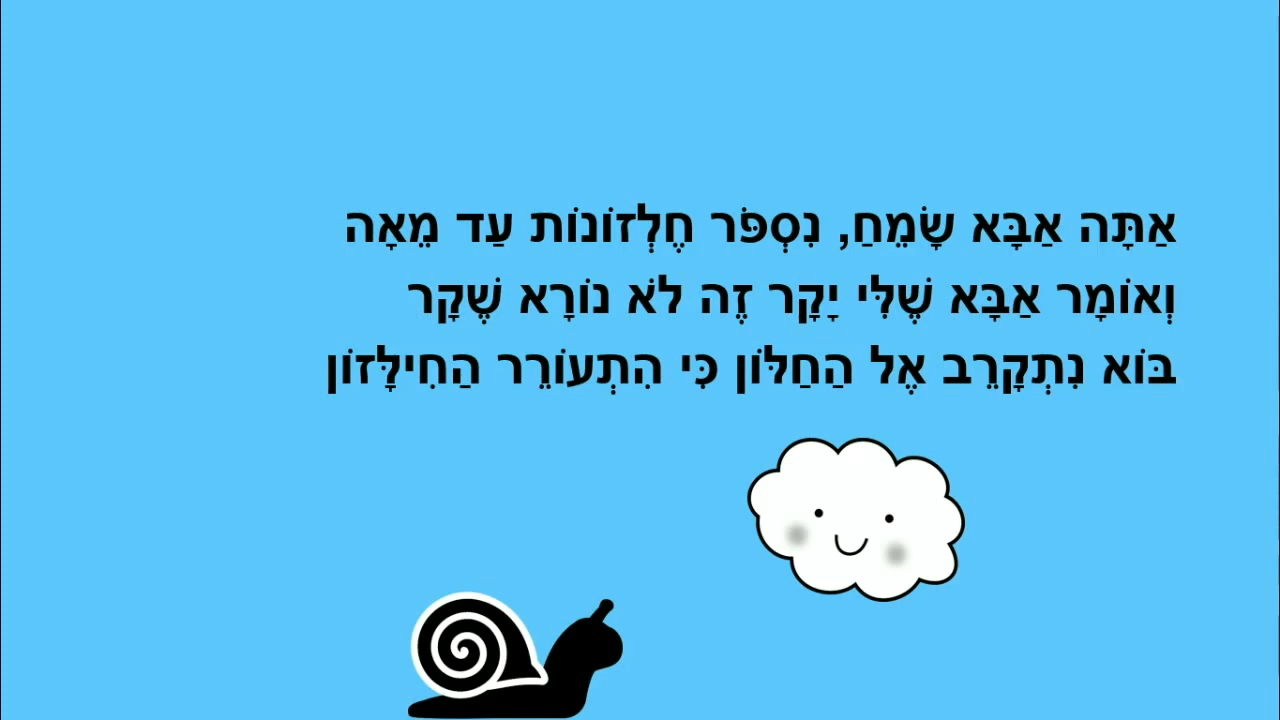 אַתָּה אַבָּא שָׂמֵחַ, נִסְפֹּר חֶלְזוֹנוֹת עַד מֵאָה
וְאוֹמָר אַבָּא שֶׁלִּי יָקָר זֶה לֹא נוֹרָא שֶׁקָר
בּוֹא נִתְקָרֵב אֶל הַחַלּוֹן כִּי הִתְעוֹרֵר הַחִילָּזוֹן